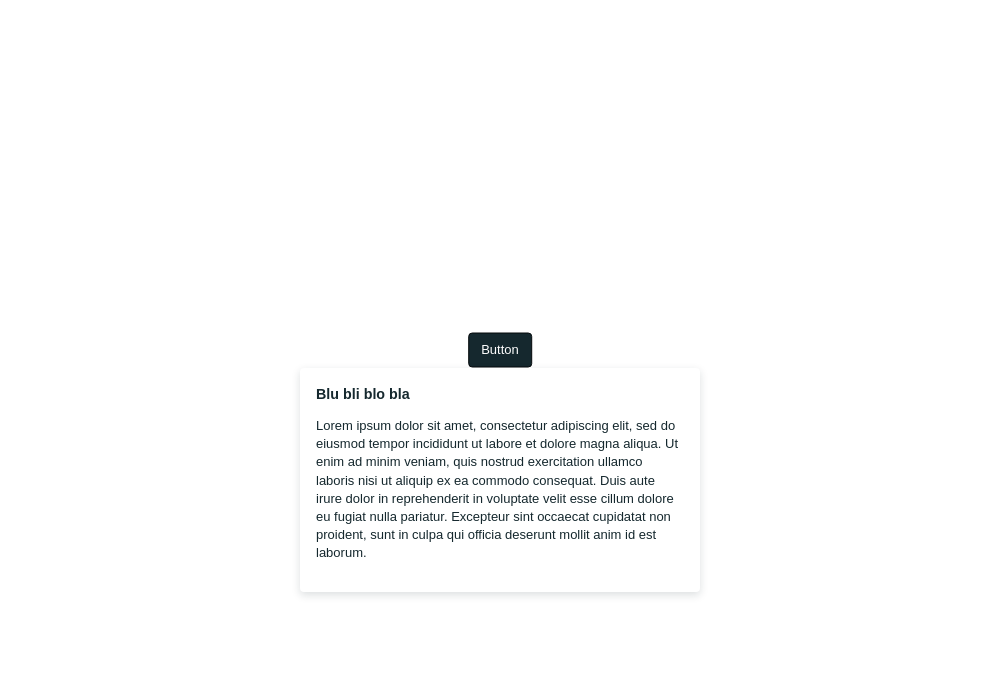 Button
Blu bli blo bla
Lorem ipsum dolor sit amet, consectetur adipiscing elit, sed do
eiusmod tempor incididunt ut labore et dolore magna aliqua. Ut
enim ad minim veniam, quis nostrud exercitation ullamco
laboris nisi ut aliquip ex ea commodo consequat. Duis aute
irure dolor in reprehenderit in voluptate velit esse cillum dolore
eu fugiat nulla pariatur. Excepteur sint occaecat cupidatat non
proident, sunt in culpa qui officia deserunt mollit anim id est
laborum.